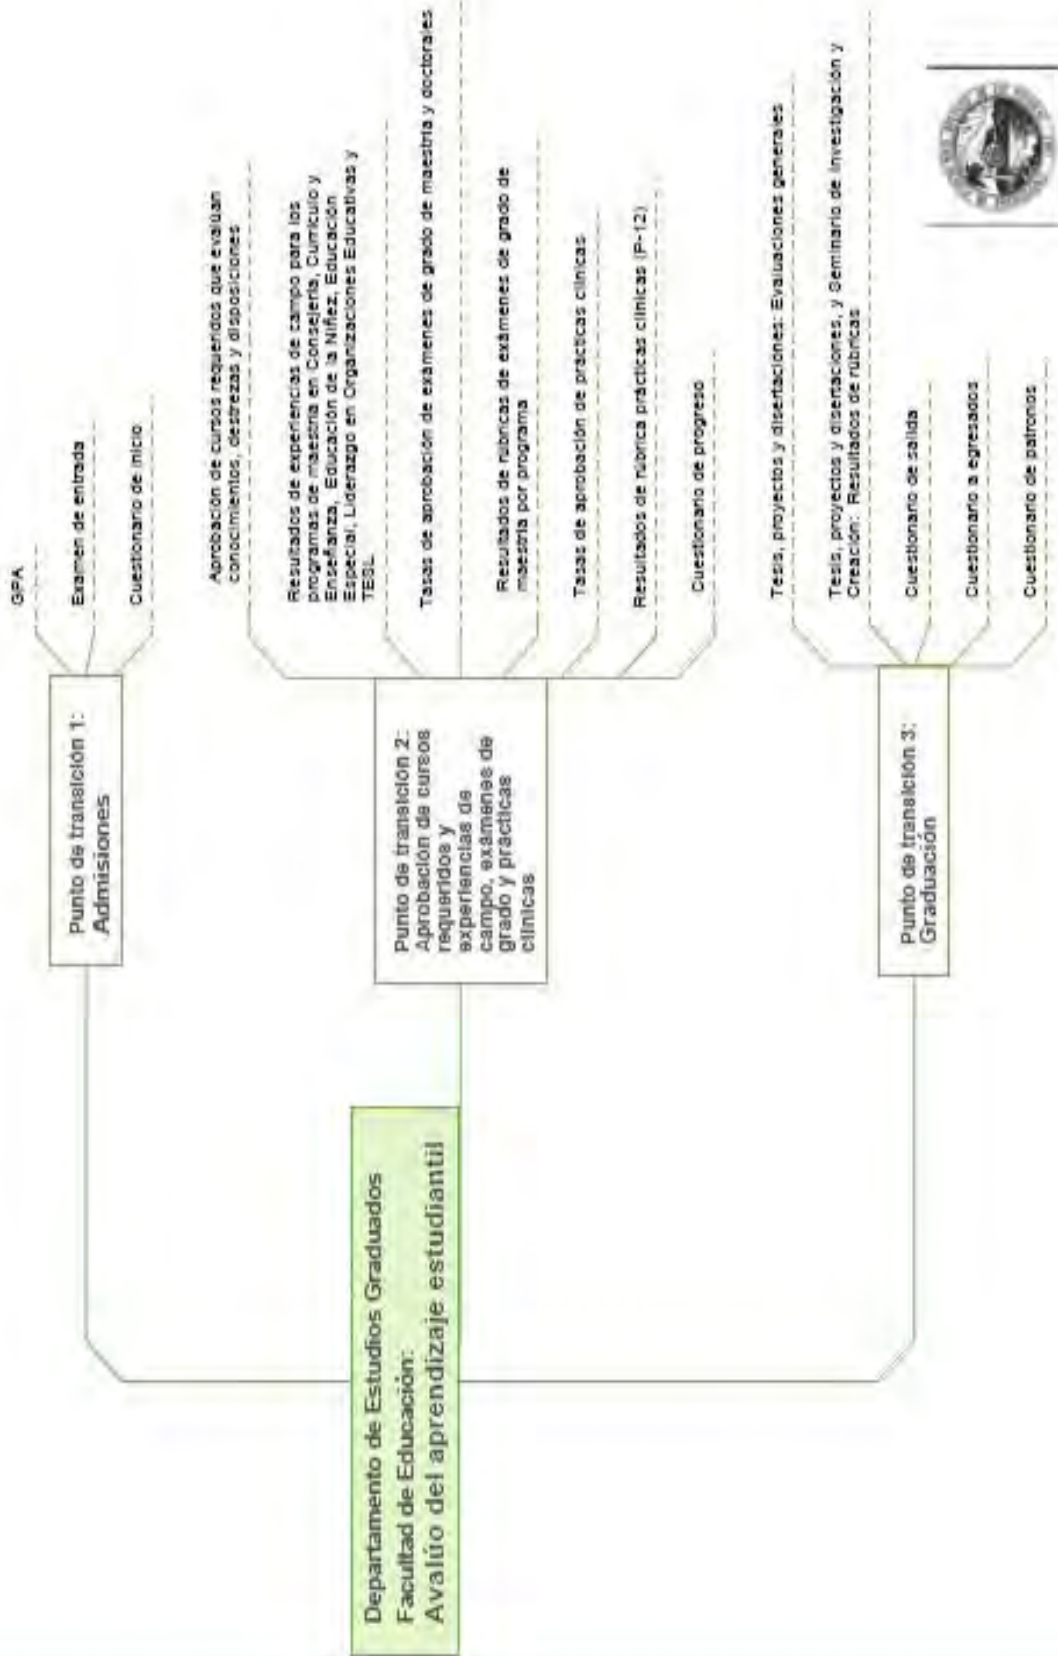 Departamento de Estudios Graduados
Facultad de Educación:
Avalúo del aprendizaje estudiantil
Punto de transición 1:
Admisiones
GPA
Examen de entrada
Cuestionario de inicio
Punto de transición 2:
Aprobación de cursos
requeridos y
experiencias de
campo, exámenes de
grado y prácticas
clínicas
Aprobación de cursos requeridos que evalúan
conocimientos, destrezas y disposiciones
Resultados de experiencias de campo para los
programas de maestría en Consejería, Currículo y
Enseñanza, Educación de la Niñez, Educación
Especial, Liderazgo en Organizaciones Educativas y
TESL
Tasas de aprobación de exámenes de grado de maestría y doctorales
Resultados de rúbricas de exámenes de grado de
maestría por programa
Tasas de aprobación de prácticas clínicas
Resultados de rúbrica prácticas clínicas (P-12)
Cuestionario de progreso
Punto de transición 3:
Graduación
Tesis, proyectos y disertaciones: Evaluaciones generales
Tesis, proyectos y disertaciones, y Seminario de Investigación y
Creación: Resultados de rúbricas
Cuestionario de salida
Cuestionario a egresados
Cuestionario de patronos